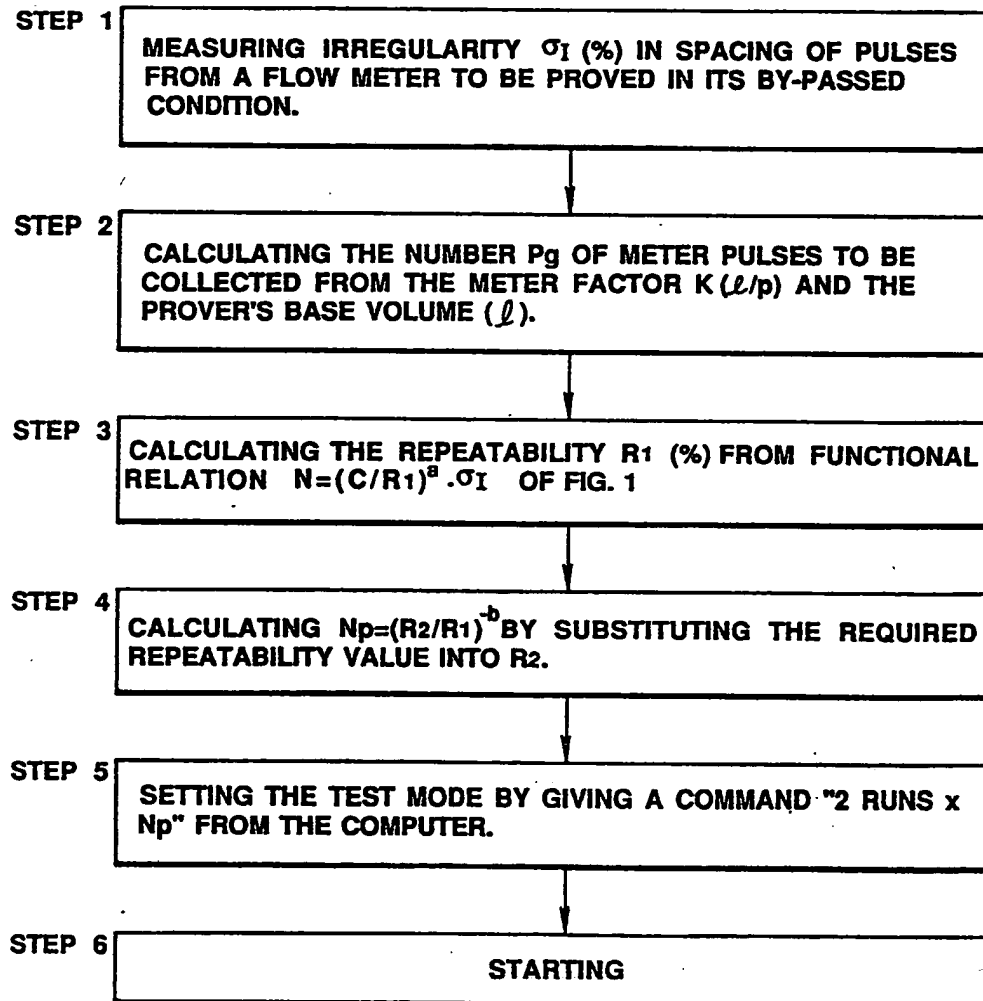 STEP 1
MEASURING IRREGULARITY σI (%) IN SPACING OF PULSES
FROM A FLOW METER TO BE PROVED IN ITS BY-PASSED
CONDITION.
STEP 2
CALCULATING THE NUMBER Pg OF METER PULSES TO BE
COLLECTED FROM THE METER FACTOR K (ℓ/p) AND THE
PROVER'S BASE VOLUME (ℓ).
STEP 3
CALCULATING THE REPEATABILITY R1 (%) FROM FUNCTIONAL
RELATION N=(C/R1)^a ·σI OF FIG. 1
STEP 4
CALCULATING Np=(R2/R1)^-b BY SUBSTITUTING THE REQUIRED
REPEATABILITY VALUE INTO R2.
STEP 5
SETTING THE TEST MODE BY GIVING A COMMAND "2 RUNS x
Np" FROM THE COMPUTER.
STEP 6
STARTING